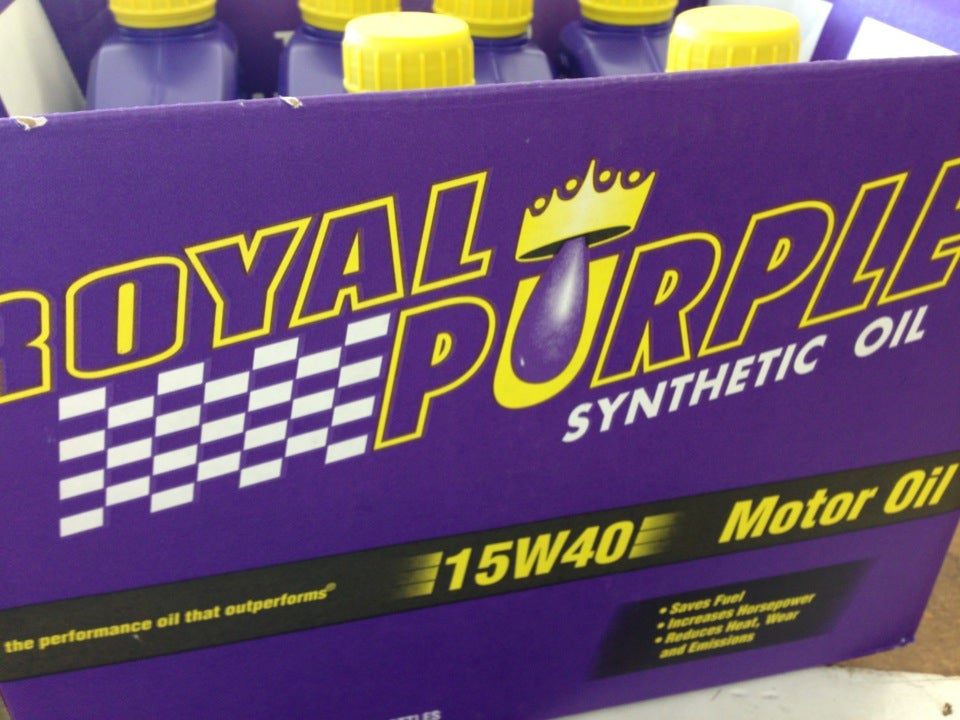 ROYAL
PURPLE
SYNTHETIC OIL
15W40 Motor Oil
the performance oil that outperforms®
• Saves Fuel
• Increases Horsepower
• Reduces Heat, Wear
and Emissions